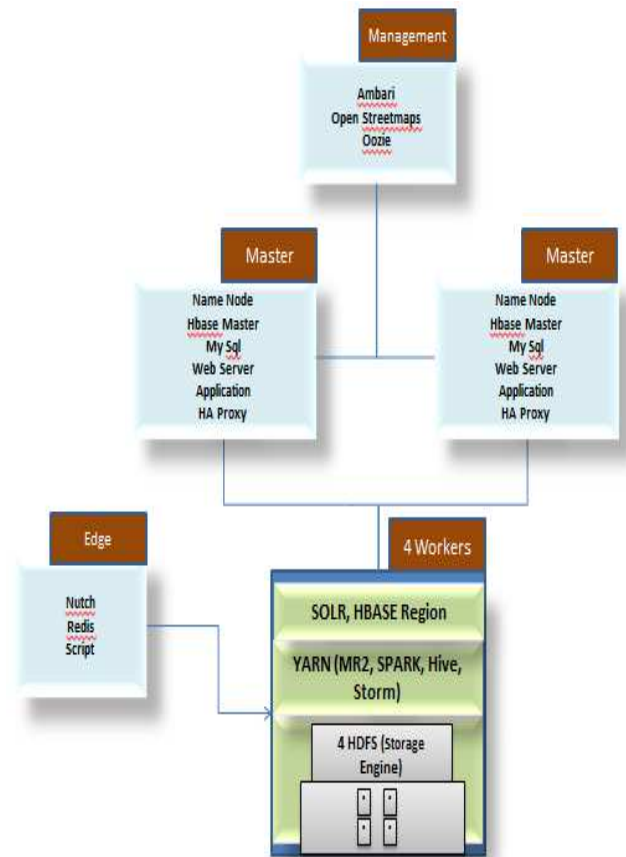 Management
Ambari
Open Streetmaps
Oozie
Master
Name Node
Hbase Master
My Sql
Web Server
Application
HA Proxy
Master
Name Node
Hbase Master
My Sql
Web Server
Application
HA Proxy
Edge
Nutch
Redis
Script
4 Workers
SOLR, HBASE Region
YARN (MR2, SPARK, Hive,
Storm)
4 HDFS (Storage
Engine)